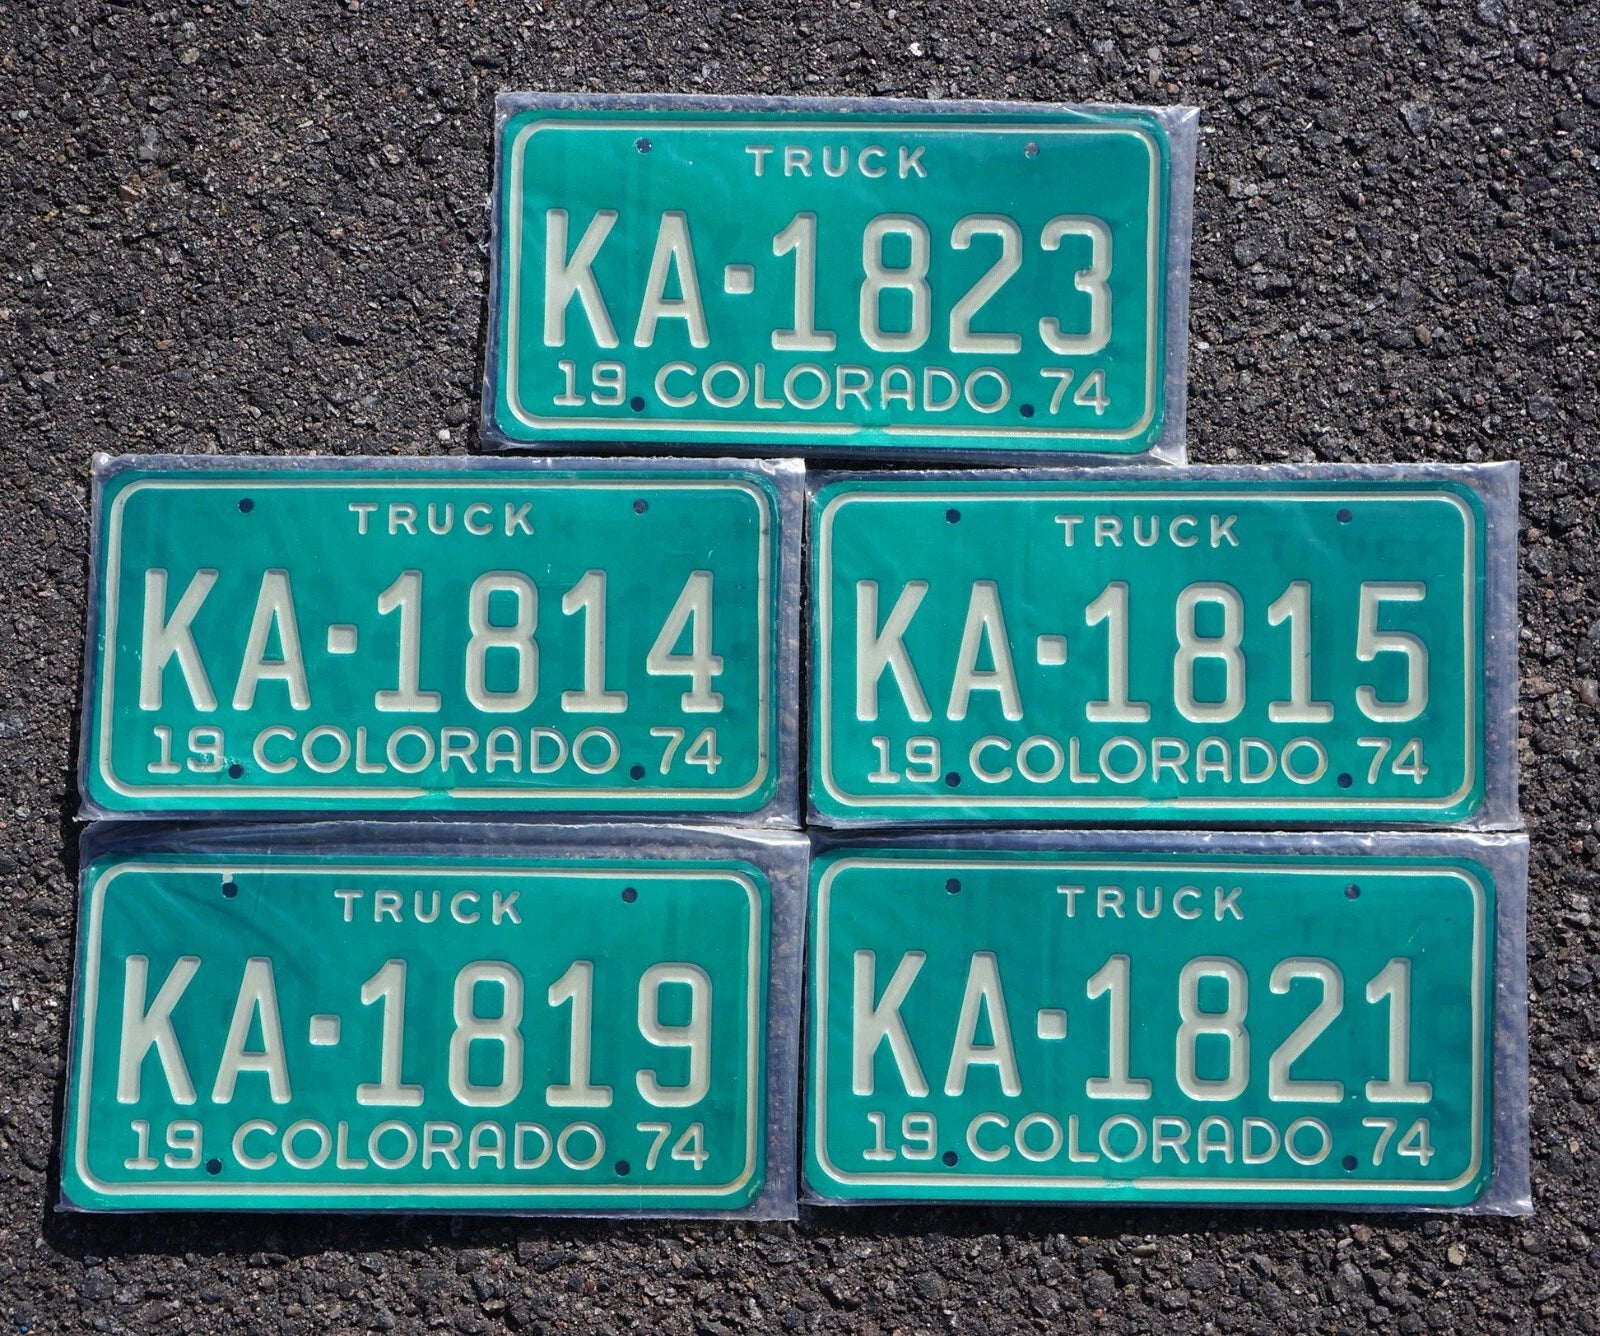 TRUCK
KA·1823
19 COLORADO 74
TRUCK
KA·1814
19 COLORADO 74
TRUCK
KA·1815
19 COLORADO 74
TRUCK
KA·1819
19 COLORADO 74
TRUCK
KA·1821
19 COLORADO 74